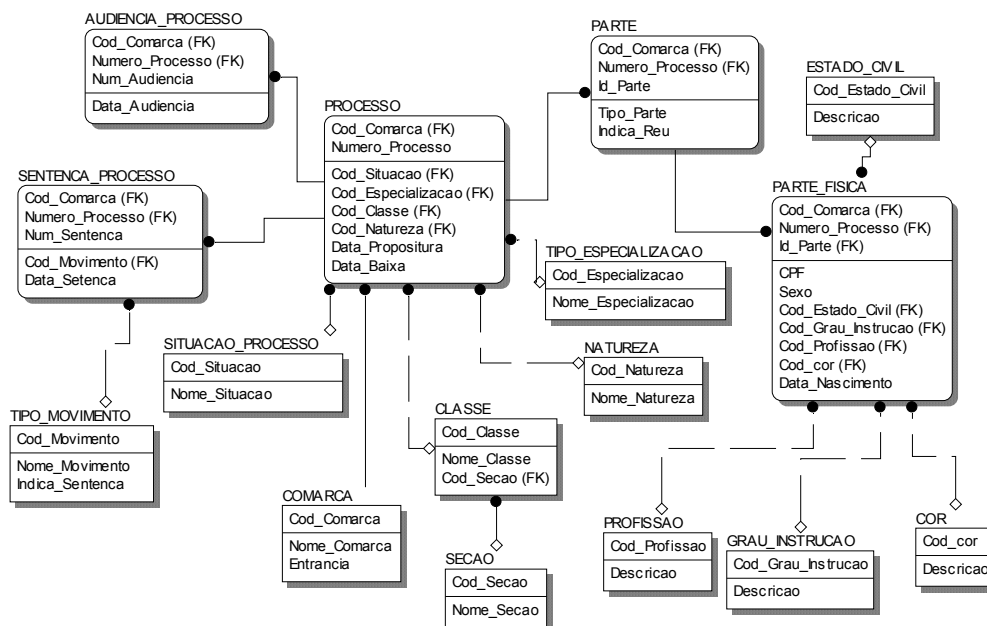 AUDIENCIA_PROCESSO
Cod_Comarca (FK)
Numero_Processo (FK)
Num_Audiencia
Data_Audiencia
PARTE
Cod_Comarca (FK)
Numero_Processo (FK)
Id_Parte
Tipo_Parte
Indica_Reu
ESTADO_CIVIL
Cod_Estado_Civil
Descricao
PROCESSO
Cod_Comarca (FK)
Numero_Processo
Cod_Situacao (FK)
Cod_Especializacao (FK)
Cod_Classe (FK)
Cod_Natureza (FK)
Data_Propositura
Data_Baixa
SENTENCA_PROCESSO
Cod_Comarca (FK)
Numero_Processo (FK)
Num_Sentenca
Cod_Movimento (FK)
Data_Setenca
PARTE_FISICA
Cod_Comarca (FK)
Numero_Processo (FK)
Id_Parte (FK)
CPF
Sexo
Cod_Estado_Civil (FK)
Cod_Grau_Instrucao (FK)
Cod_Profissao (FK)
Cod_cor (FK)
Data_Nascimento
TIPO_ESPECIALIZACAO
Cod_Especializacao
Nome_Especializacao
SITUACAO_PROCESSO
Cod_Situacao
Nome_Situacao
NATUREZA
Cod_Natureza
Nome_Natureza
TIPO_MOVIMENTO
Cod_Movimento
Nome_Movimento
Indica_Sentenca
CLASSE
Cod_Classe
Nome_Classe
Cod_Secao (FK)
COMARCA
Cod_Comarca
Nome_Comarca
Entrancia
SECAO
Cod_Secao
Nome_Secao
PROFISSAO
Cod_Profissao
Descricao
GRAU_INSTRUCAO
Cod_Grau_Instrucao
Descricao
COR
Cod_cor
Descricao